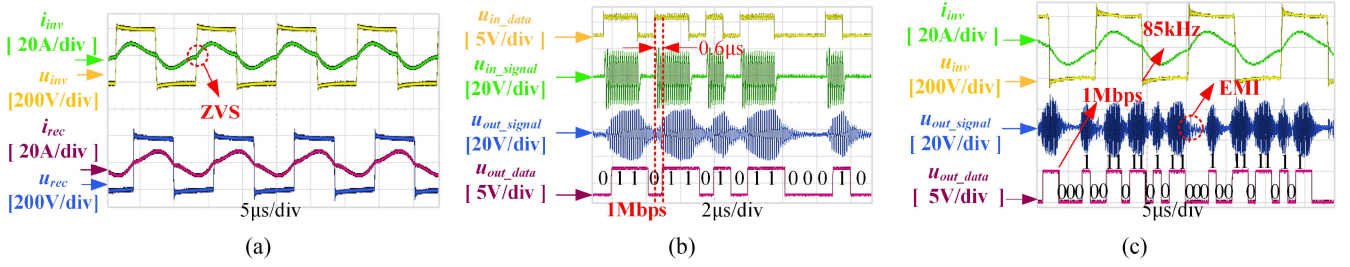 i_inv
[ 20A/div ]
u_inv
[200V/div]
i_rec
[ 20A/div ]
u_rec
[200V/div]
ZVS
5μs/div
(a)
u_in_data
[ 5V/div ]
u_in_signal
[20V/div]
u_out_signal
[20V/div]
u_out_data
[ 5V/div ]
0.6μs
0 1 1 0 1 1 0 1 0 1 1 0 0 0 1 0
1Mbps
2μs/div
(b)
i_inv
[ 20A/div ]
u_inv
[200V/div]
85kHz
1Mbps
EMI
u_out_signal
[ 20V/div ]
u_out_data
[ 5V/div ]
5μs/div
(c)